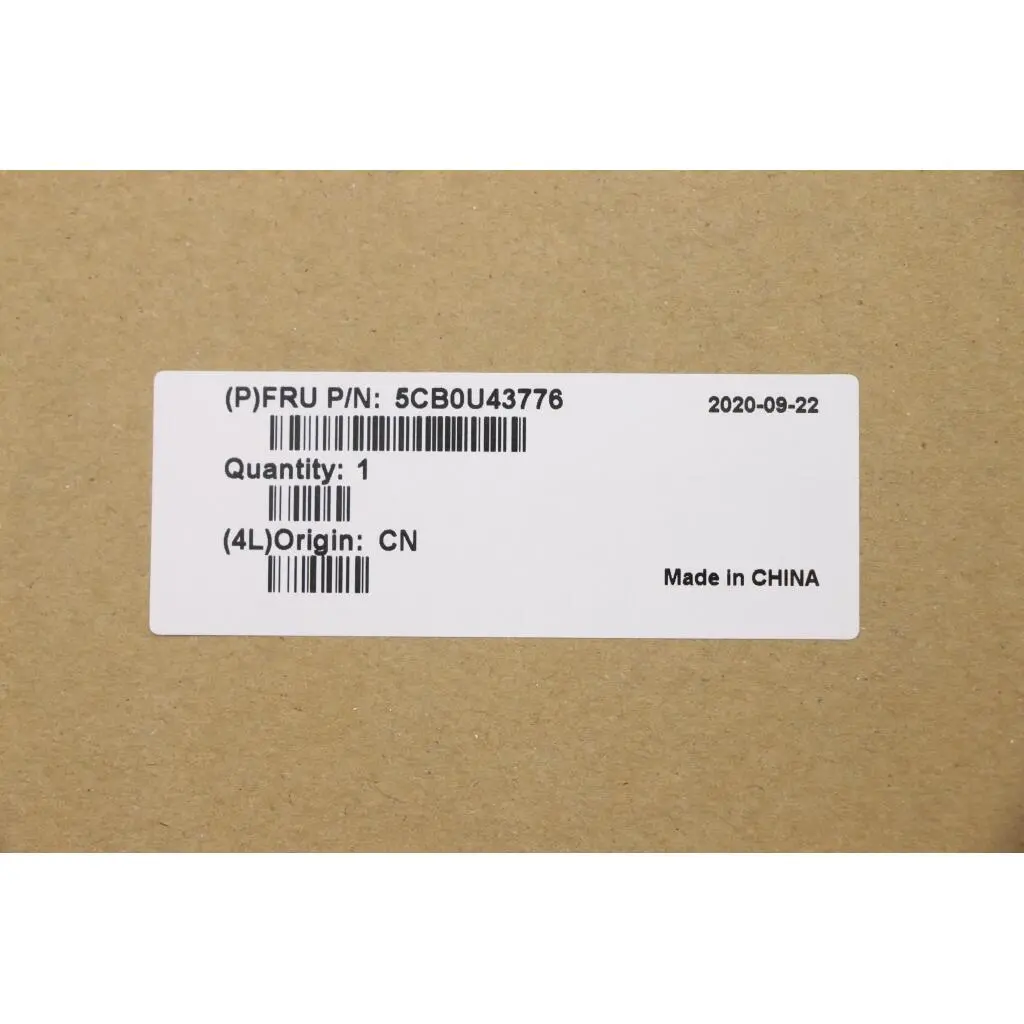 (P)FRU P/N: 5CB0U43776
2020-09-22
Quantity: 1
(4L)Origin: CN
Made in CHINA